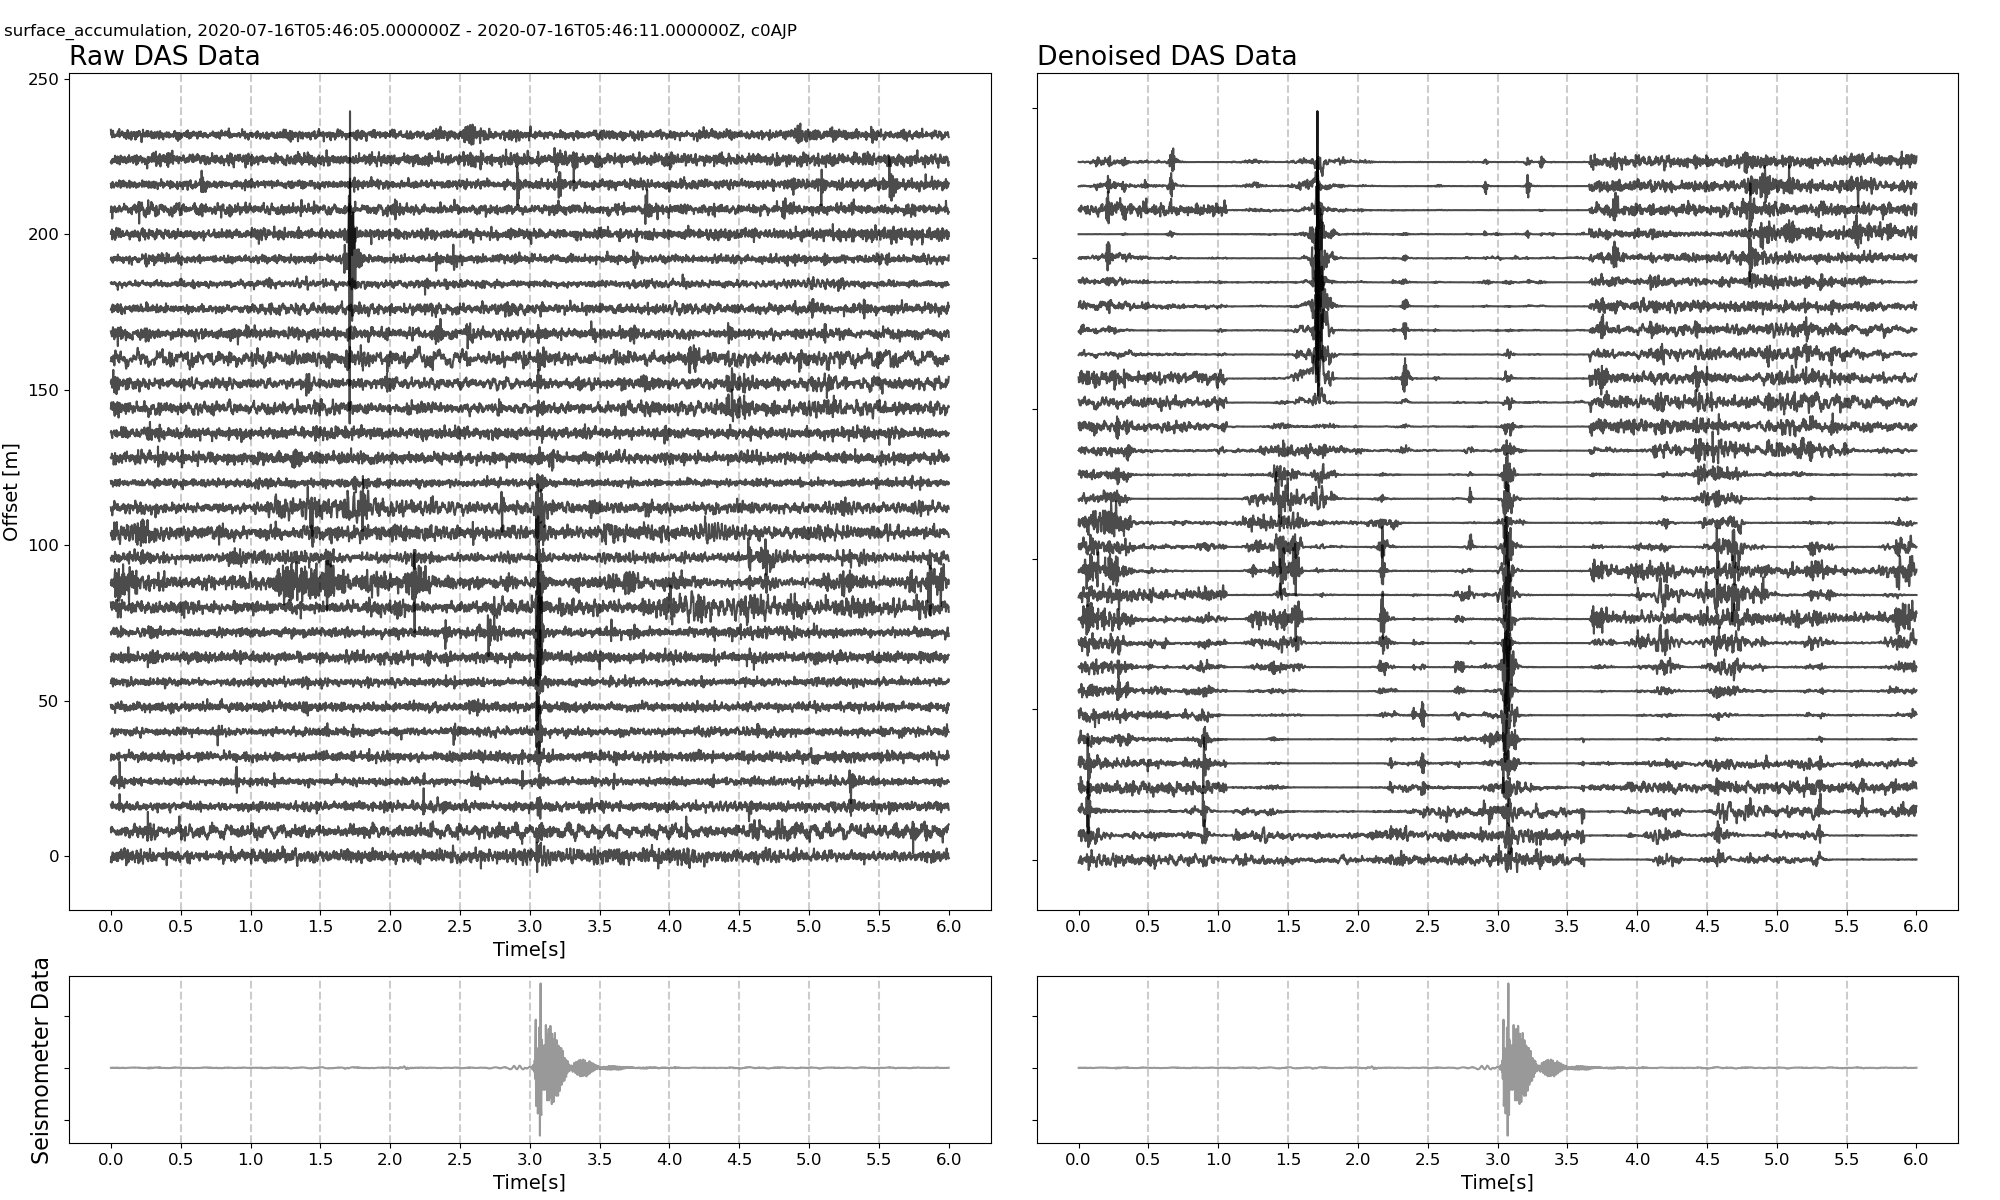 surface_accumulation, 2020-07-16T05:46:05.000000Z - 2020-07-16T05:46:11.000000Z, c0AJP
Raw DAS Data
Offset [m]
250
200
150
100
50
0
0.0 0.5 1.0 1.5 2.0 2.5 3.0 3.5 4.0 4.5 5.0 5.5 6.0
Time[s]
Denoised DAS Data
0.0 0.5 1.0 1.5 2.0 2.5 3.0 3.5 4.0 4.5 5.0 5.5 6.0
Seismometer Data
0.0 0.5 1.0 1.5 2.0 2.5 3.0 3.5 4.0 4.5 5.0 5.5 6.0
Time[s]
0.0 0.5 1.0 1.5 2.0 2.5 3.0 3.5 4.0 4.5 5.0 5.5 6.0
Time[s]